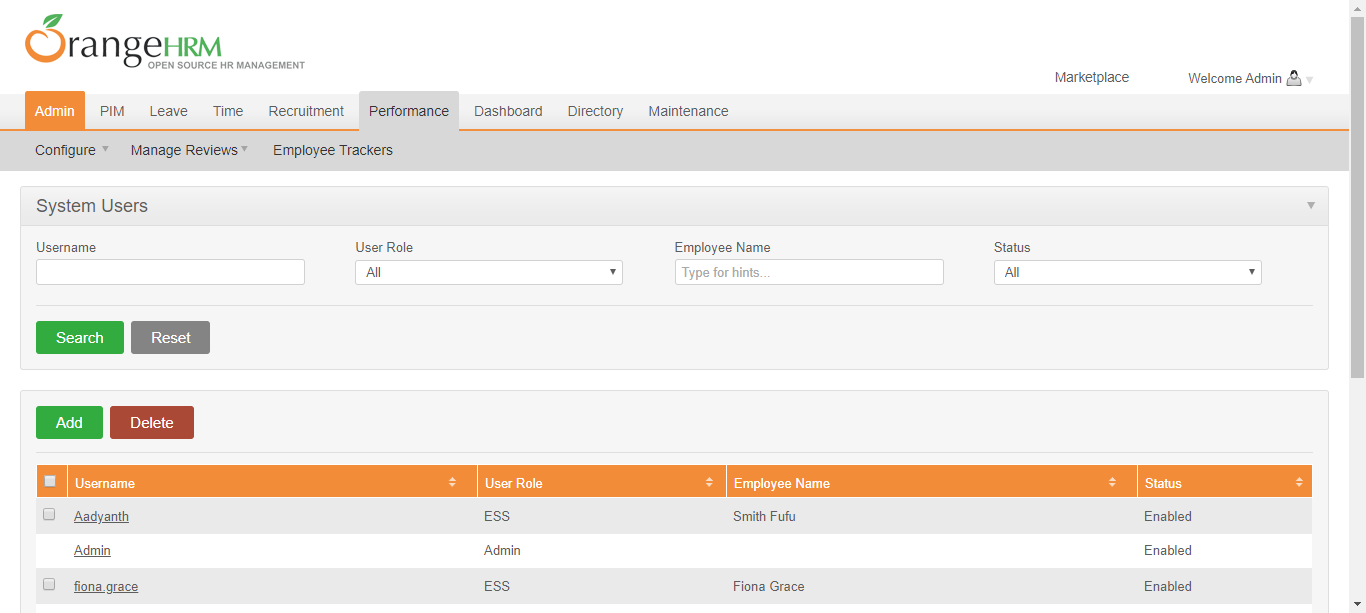 OrangeHRM
OPEN SOURCE HR MANAGEMENT
Marketplace Welcome Admin
Admin PIM Leave Time Recruitment Performance Dashboard Directory Maintenance
Configure Manage Reviews Employee Trackers
System Users
Username User Role Employee Name Status
All Type for hints... All
Search Reset
Add Delete
Username User Role Employee Name Status
Aadyanth ESS Smith Fufu Enabled
Admin Admin Enabled
fiona.grace ESS Fiona Grace Enabled